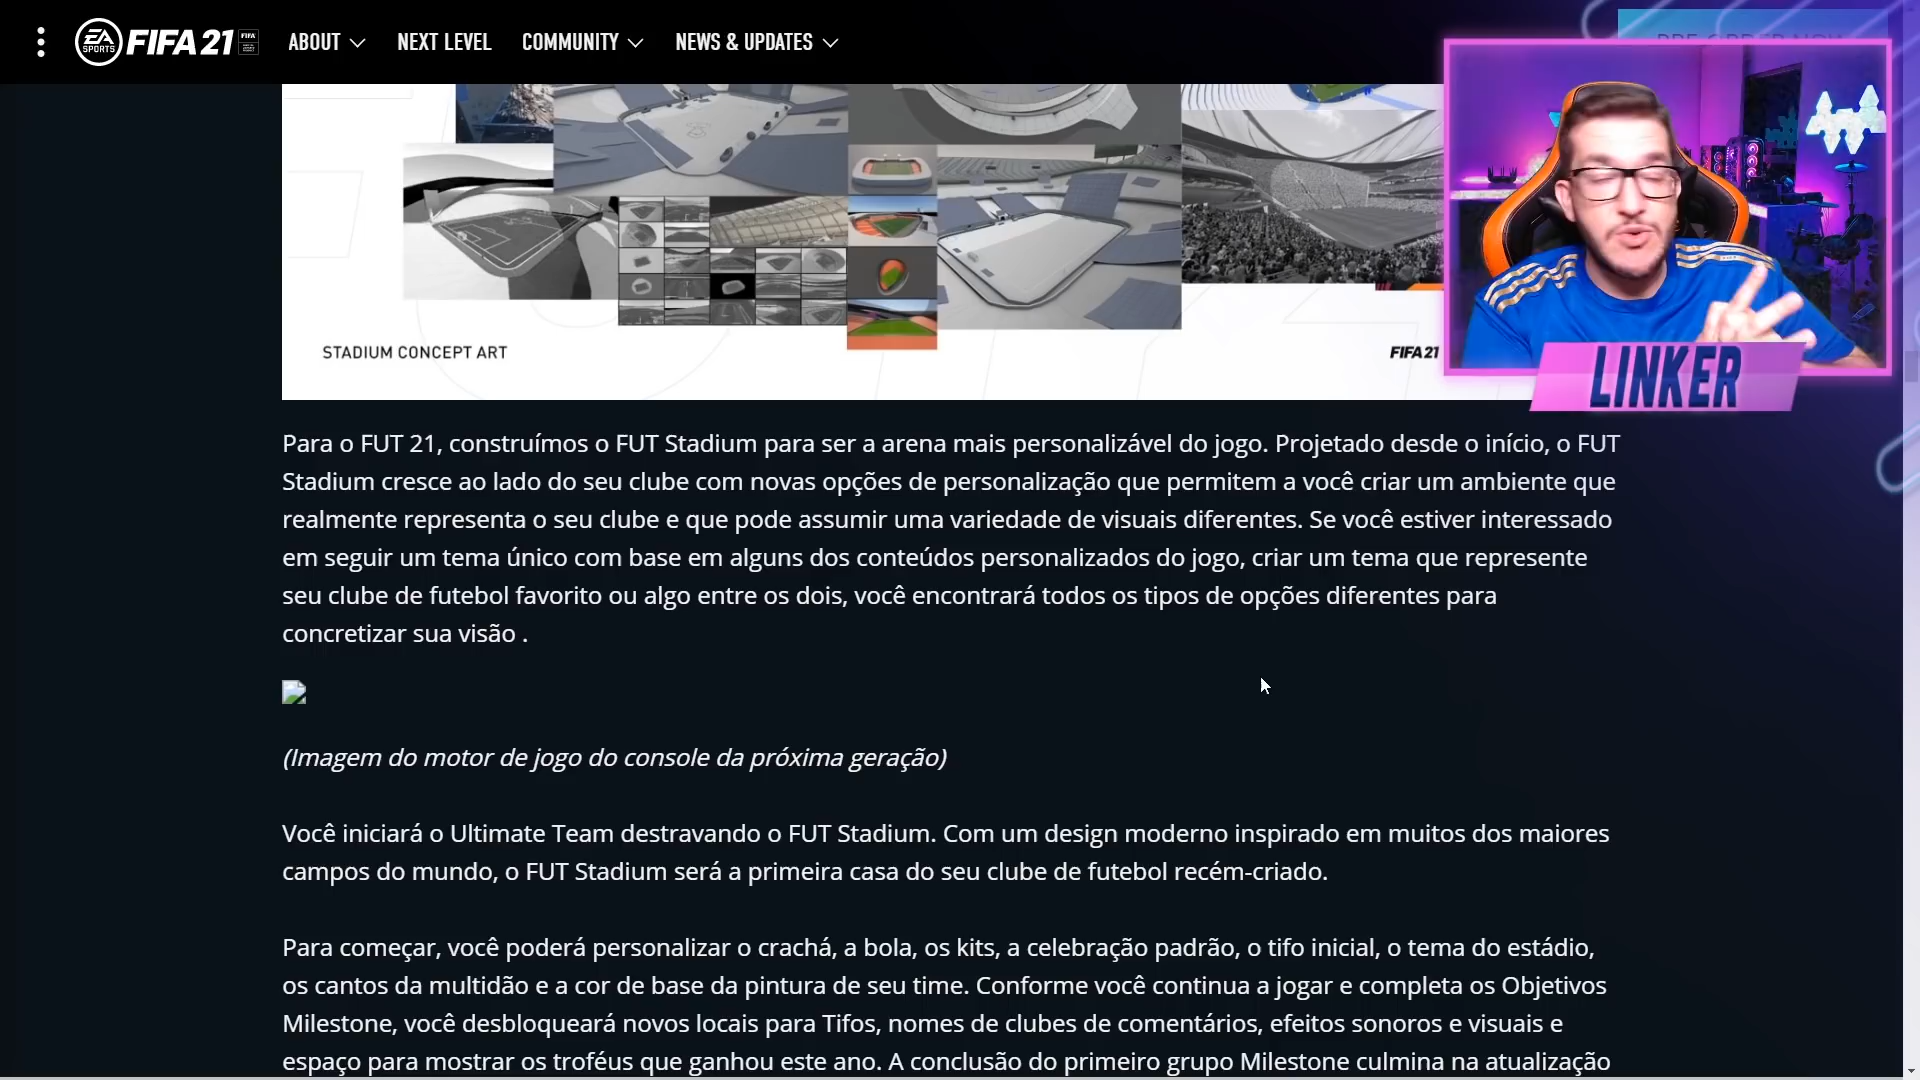 EA SPORTS FIFA 21 ABOUT NEXT LEVEL COMMUNITY NEWS & UPDATES
STADIUM CONCEPT ART
FIFA 21
LINKER
Para o FUT 21, construímos o FUT Stadium para ser a arena mais personalizável do jogo. Projetado desde o início, o FUT
Stadium cresce ao lado do seu clube com novas opções de personalização que permitem a você criar um ambiente que
realmente representa o seu clube e que pode assumir uma variedade de visuais diferentes. Se você estiver interessado
em seguir um tema único com base em alguns dos conteúdos personalizados do jogo, criar um tema que represente
seu clube de futebol favorito ou algo entre os dois, você encontrará todos os tipos de opções diferentes para
concretizar sua visão .
(Imagem do motor de jogo do console da próxima geração)
Você iniciará o Ultimate Team destravando o FUT Stadium. Com um design moderno inspirado em muitos dos maiores
campos do mundo, o FUT Stadium será a primeira casa do seu clube de futebol recém-criado.
Para começar, você poderá personalizar o crachá, a bola, os kits, a celebração padrão, o tifo inicial, o tema do estádio,
os cantos da multidão e a cor de base da pintura de seu time. Conforme você continua a jogar e completa os Objetivos
Milestone, você desbloqueará novos locais para Tifos, nomes de clubes de comentários, efeitos sonoros e visuais e
espaço para mostrar os troféus que ganhou este ano. A conclusão do primeiro grupo Milestone culmina na atualização